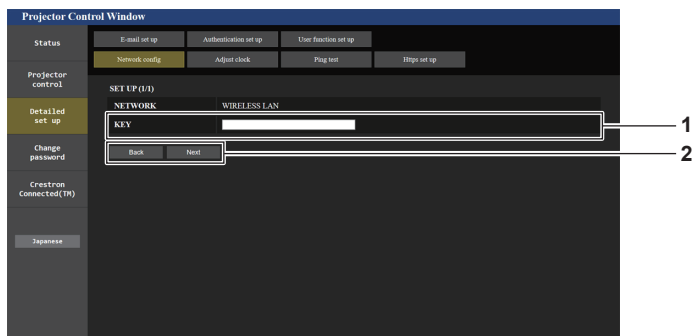 Projector Control Window
Status
E-mail set up
Authentication set up
User function set up
Network config
Adjust clock
Ping test
Https set up
Projector
control
SET UP (1/1)
NETWORK
WIRELESS LAN
Detailed
set up
KEY
1
Back
Next
2
Change
password
Crestron
Connected(TM)
Japanese